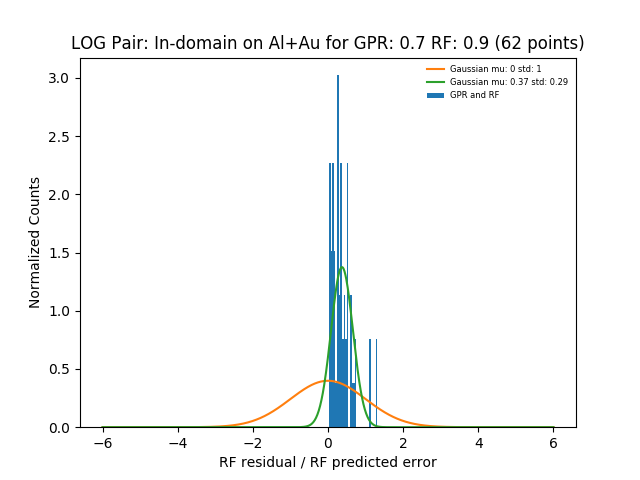 LOG Pair: In-domain on Al+Au for GPR: 0.7 RF: 0.9 (62 points)
Gaussian mu: 0 std: 1
Gaussian mu: 0.37 std: 0.29
GPR and RF
Normalized Counts
3.0
2.5
2.0
1.5
1.0
0.5
0.0
−6 −4 −2 0 2 4 6
RF residual / RF predicted error